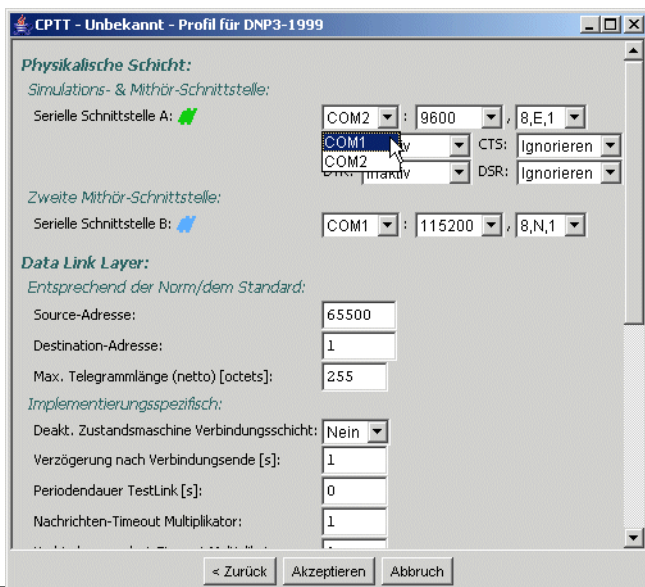 CPTT - Unbekannt - Profil für DNP3-1999
Physikalische Schicht:
Simulations- & Mithör-Schnittstelle:
Serielle Schnittstelle A: COM2 : 9600 , 8,E,1
COM1 CTS: Ignorieren
COM2 Inaktiv DSR: Ignorieren
Zweite Mithör-Schnittstelle:
Serielle Schnittstelle B: COM1 : 115200 , 8,N,1
Data Link Layer:
Entsprechend der Norm/dem Standard:
Source-Adresse: 65500
Destination-Adresse: 1
Max. Telegrammlänge (netto) [octets]: 255
Implementierungsspezifisch:
Deakt. Zustandsmaschine Verbindungsschicht: Nein
Verzögerung nach Verbindungsende [s]: 1
Periodendauer TestLink [s]: 0
Nachrichten-Timeout Multiplikator: 1
< Zurück Akzeptieren Abbruch